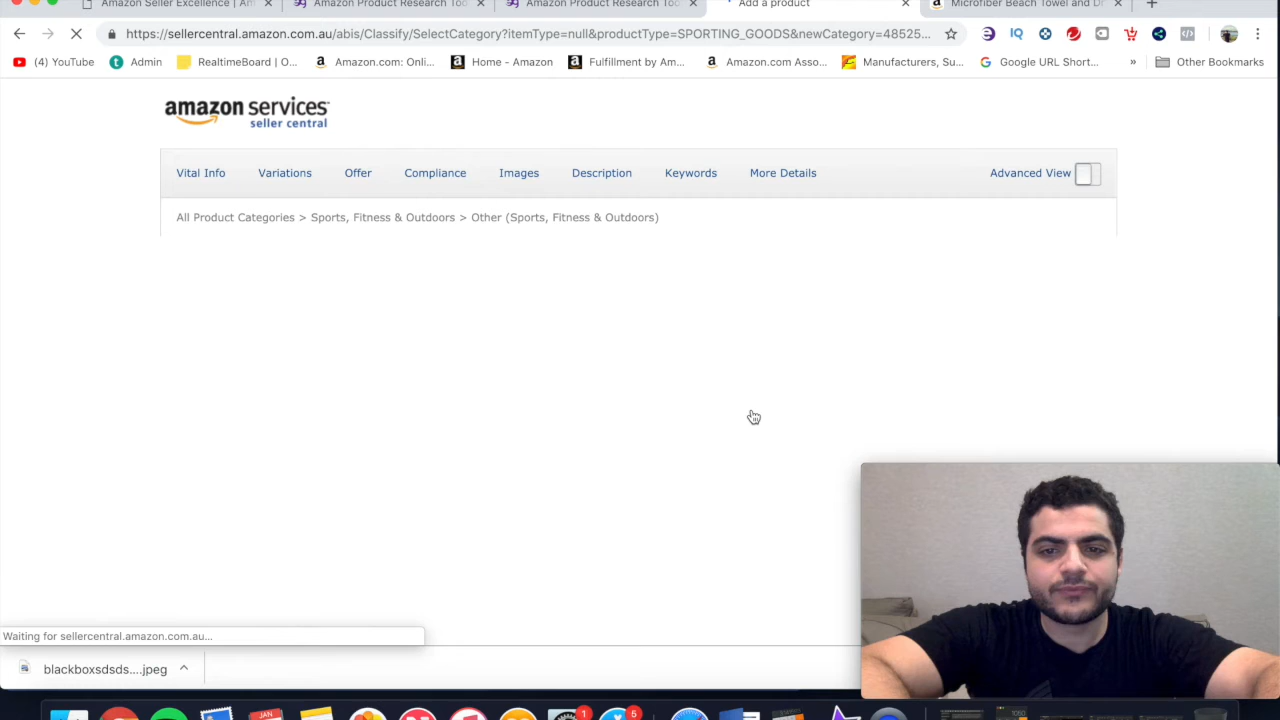 Amazon Seller Excellence | Am
Amazon Product Research Too
Amazon Product Research Too
Add a product
Microfiber Beach Towel and Dr
https://sellercentral.amazon.com.au/abis/Classify/SelectCategory?itemType=null&productType=SPORTING_GOODS&newCategory=48525...
(4) YouTube
Admin
RealtimeBoard | O...
Amazon.com: Onli...
Home - Amazon
Fulfillment by Am...
Amazon.com Asso...
Manufacturers, Su...
Google URL Short...
»
Other Bookmarks
amazon services
seller central
Vital Info
Variations
Offer
Compliance
Images
Description
Keywords
More Details
Advanced View
All Product Categories > Sports, Fitness & Outdoors > Other (Sports, Fitness & Outdoors)
Waiting for sellercentral.amazon.com.au...
blackboxsdsds....jpeg
JAN
1
5